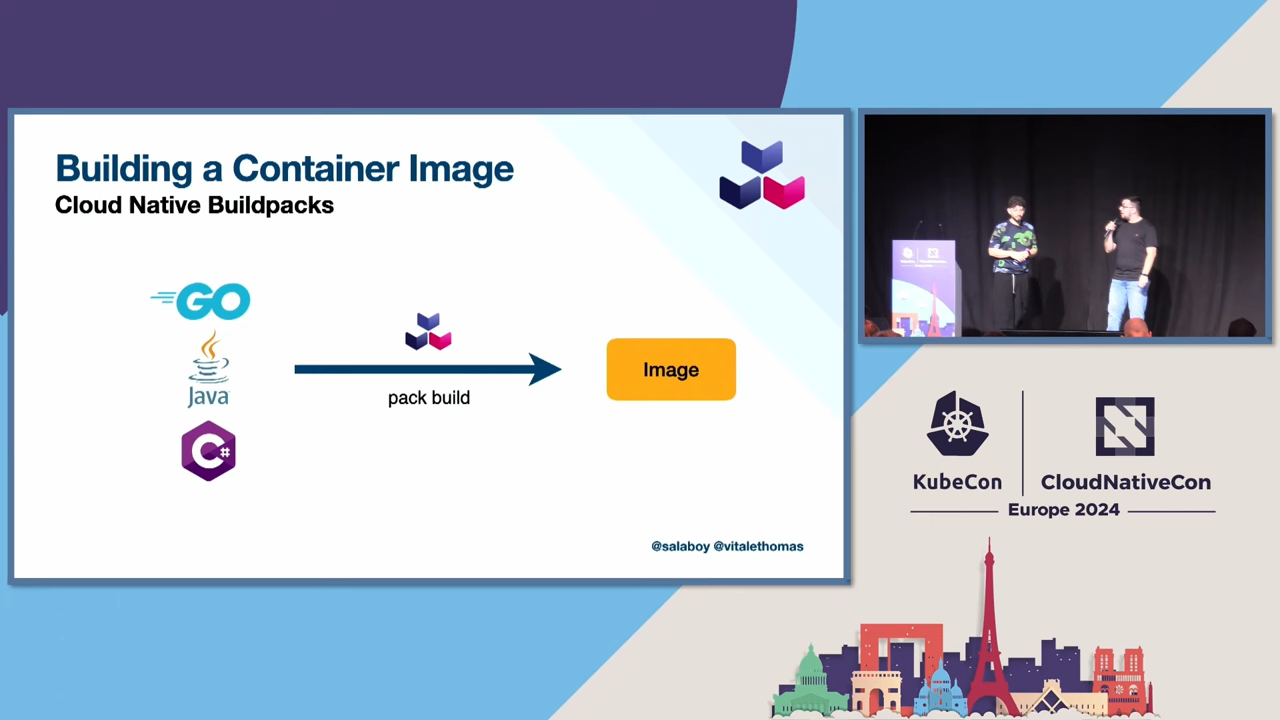 Building a Container Image
Cloud Native Buildpacks
GO
Java
C#
pack build
Image
@salaboy @vitalethomas
KubeCon
CloudNativeCon
Europe 2024